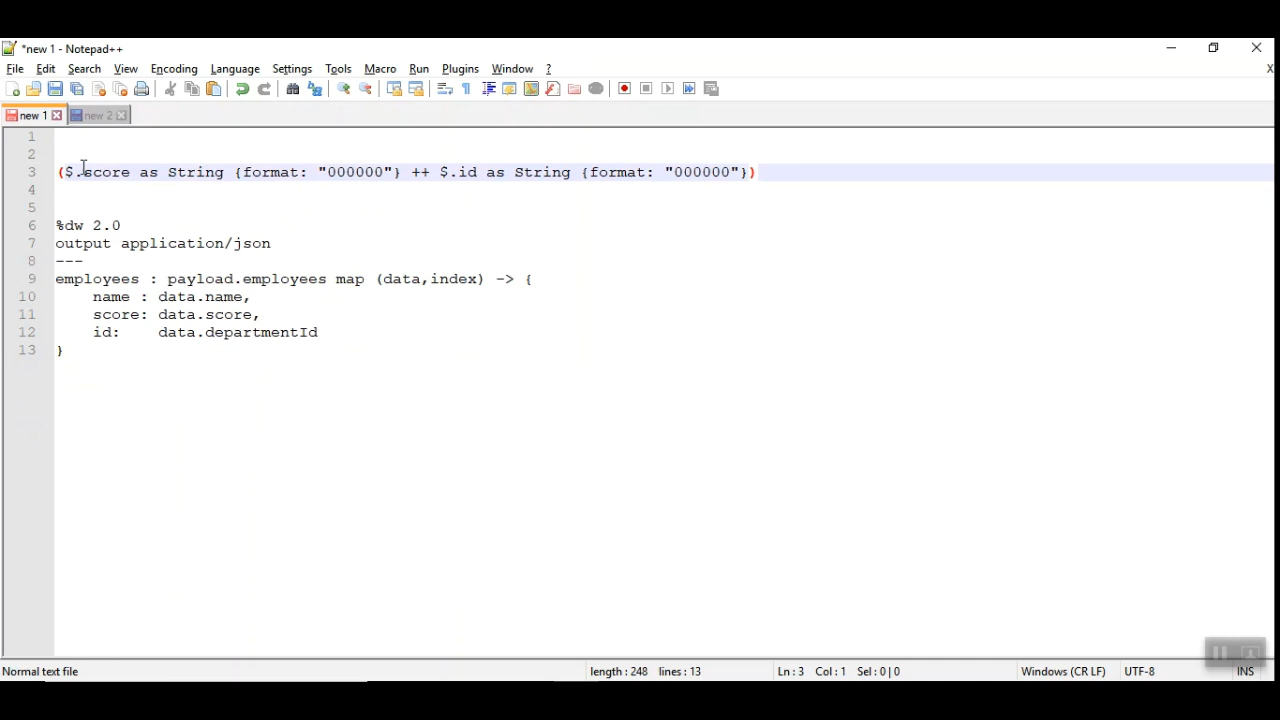 *new 1 - Notepad++
File Edit Search View Encoding Language Settings Tools Macro Run Plugins Window ? X
new 1 new 2
1
2
3 ($.score as String {format: "000000"} ++ $.id as String {format: "000000"})
4
5
6 %dw 2.0
7 output application/json
8 ---
9 employees : payload.employees map (data,index) -> {
10 name : data.name,
11 score: data.score,
12 id: data.departmentId
13 }
Normal text file length : 248 lines : 13 Ln : 3 Col : 1 Sel : 0 | 0 Windows (CR LF) UTF-8 INS